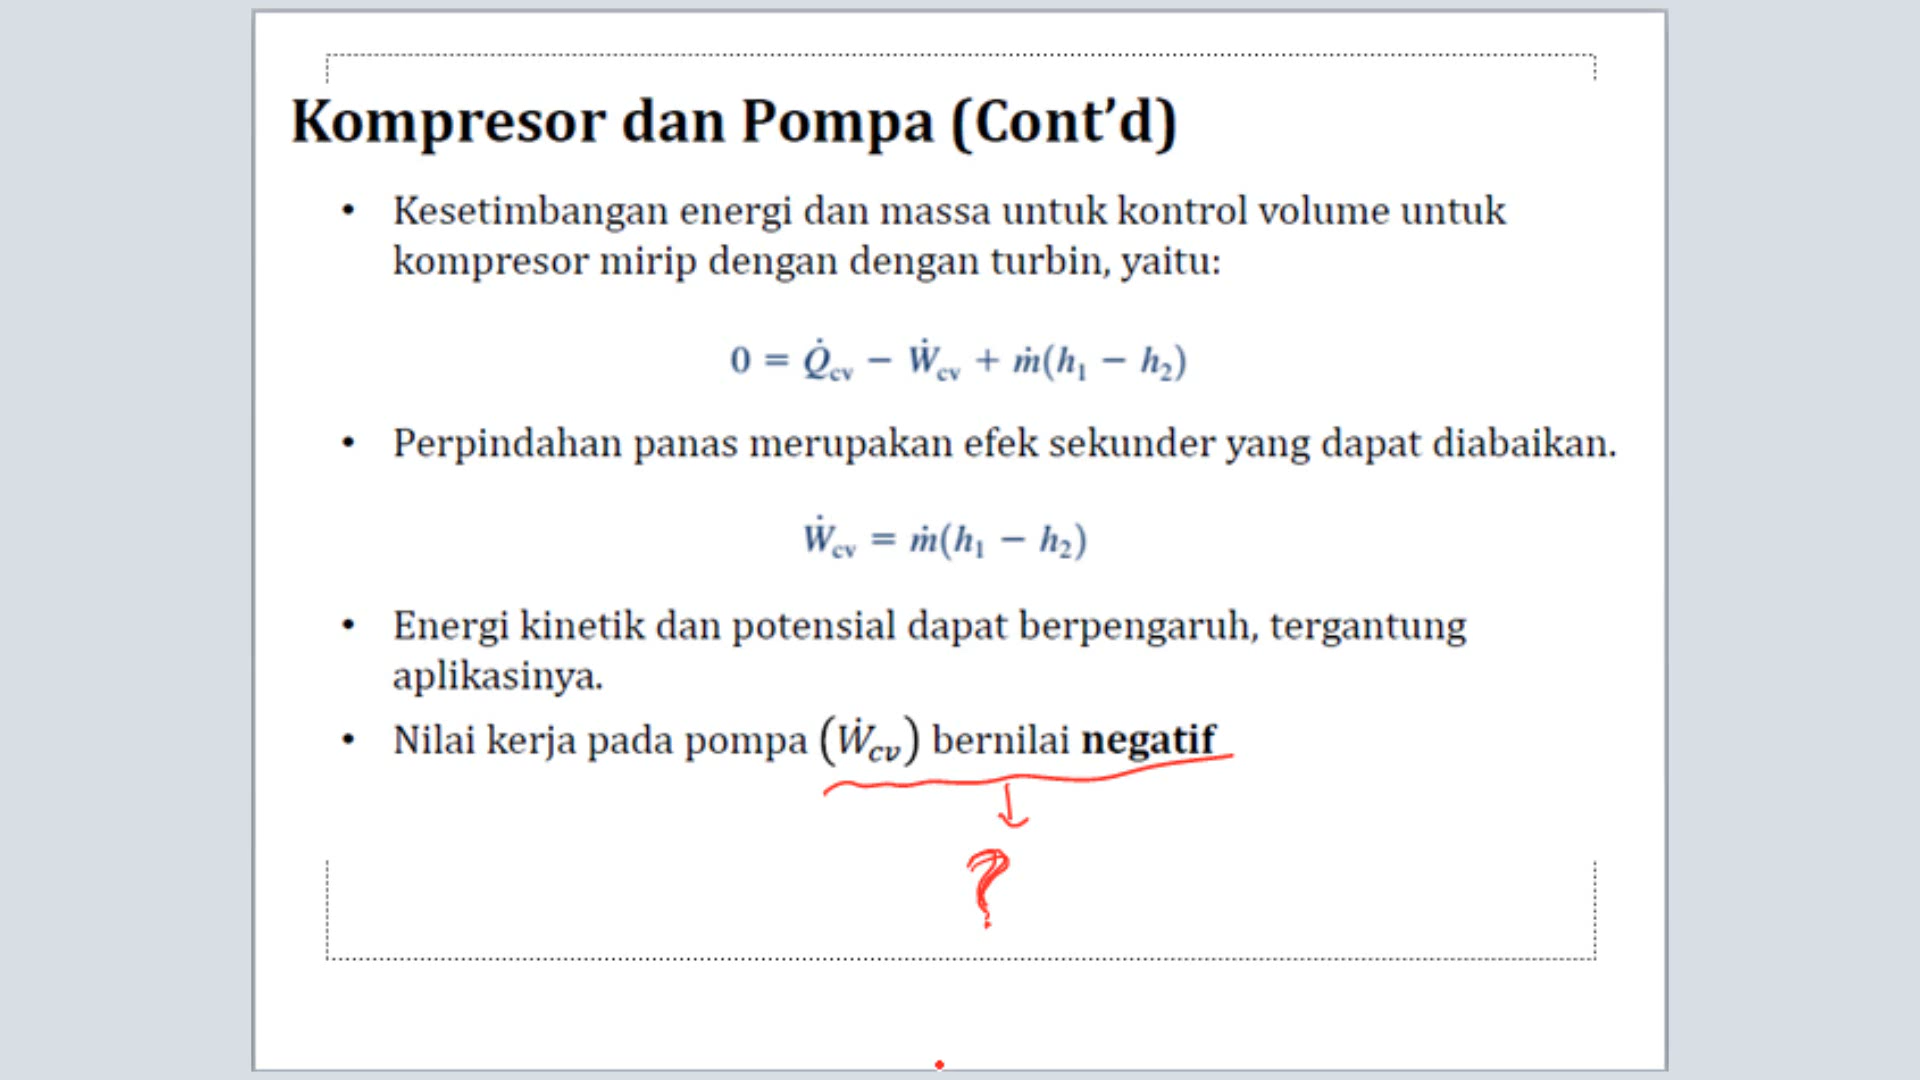 Kompresor dan Pompa (Cont’d)
• Kesetimbangan energi dan massa untuk kontrol volume untuk
kompresor mirip dengan dengan turbin, yaitu:
0 = Q̇cv − Ẇcv + ṁ(h₁ − h₂)
• Perpindahan panas merupakan efek sekunder yang dapat diabaikan.
Ẇcv = ṁ(h₁ − h₂)
• Energi kinetik dan potensial dapat berpengaruh, tergantung
aplikasinya.
• Nilai kerja pada pompa (Ẇcv) bernilai negatif
?